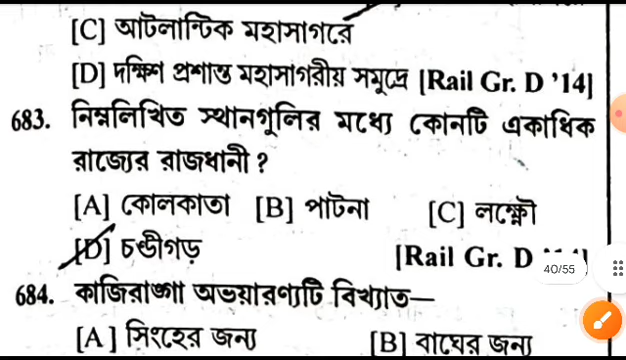 [C] আটলান্টিক মহাসাগরে
[D] দক্ষিণ প্রশান্ত মহাসাগরীয় সমুদ্রে [Rail Gr. D ’14]
683. নিম্নলিখিত স্থানগুলির মধ্যে কোনটি একাধিক
রাজ্যের রাজধানী ?
[A] কোলকাতা [B] পাটনা [C] লক্ষ্ণৌ
[D] চণ্ডীগড় [Rail Gr. D
40/55
684. কাজিরাঙ্গা অভয়ারণ্যটি বিখ্যাত—
[A] সিংহের জন্য [B] বাঘের জন্য